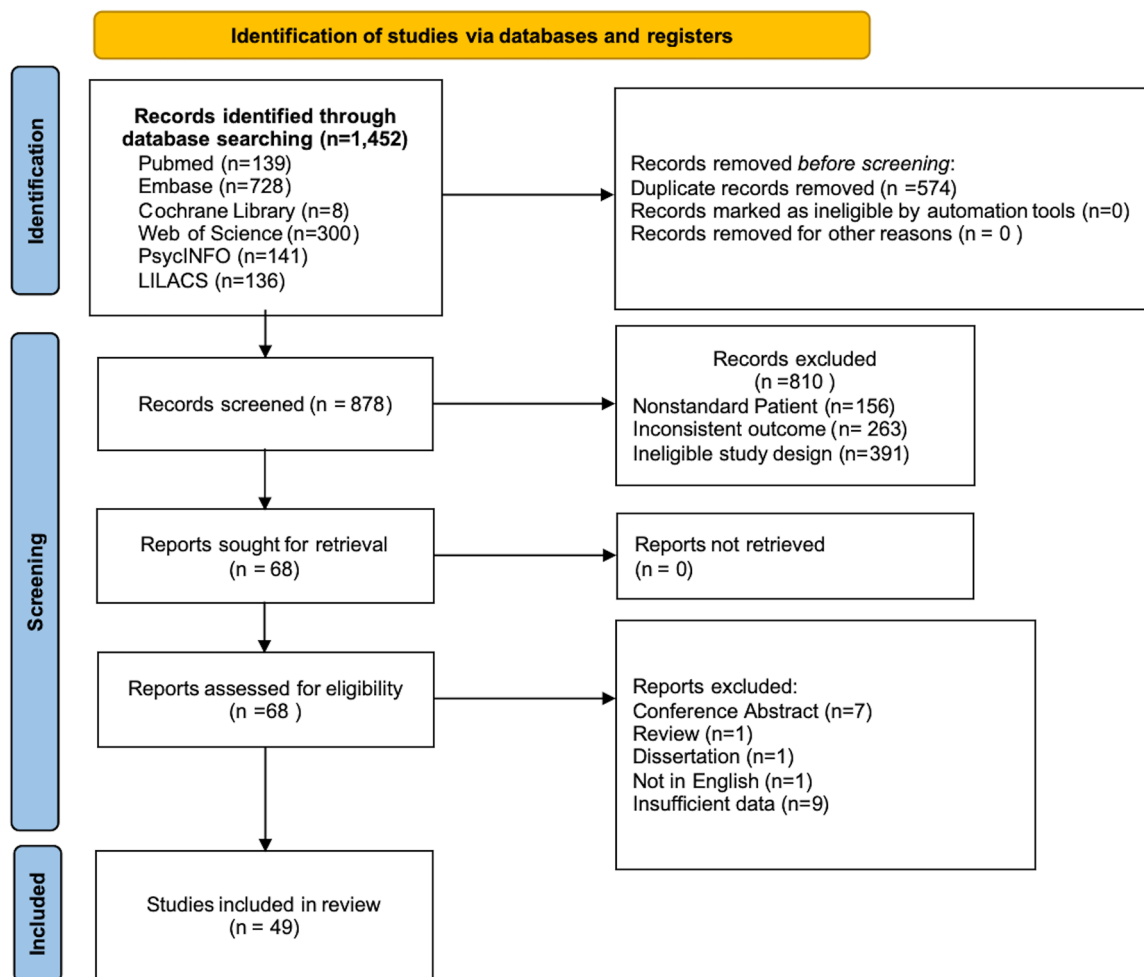 Identification of studies via databases and registers
Identification
Records identified through
database searching (n=1,452)
Pubmed (n=139)
Embase (n=728)
Cochrane Library (n=8)
Web of Science (n=300)
PsycINFO (n=141)
LILACS (n=136)
Records removed before screening:
Duplicate records removed (n =574)
Records marked as ineligible by automation tools (n=0)
Records removed for other reasons (n = 0 )
Screening
Records screened (n = 878)
Records excluded
(n =810 )
Nonstandard Patient (n=156)
Inconsistent outcome (n= 263)
Ineligible study design (n=391)
Reports sought for retrieval
(n = 68)
Reports not retrieved
(n = 0)
Reports assessed for eligibility
(n =68 )
Reports excluded:
Conference Abstract (n=7)
Review (n=1)
Dissertation (n=1)
Not in English (n=1)
Insufficient data (n=9)
Included
Studies included in review
(n = 49)